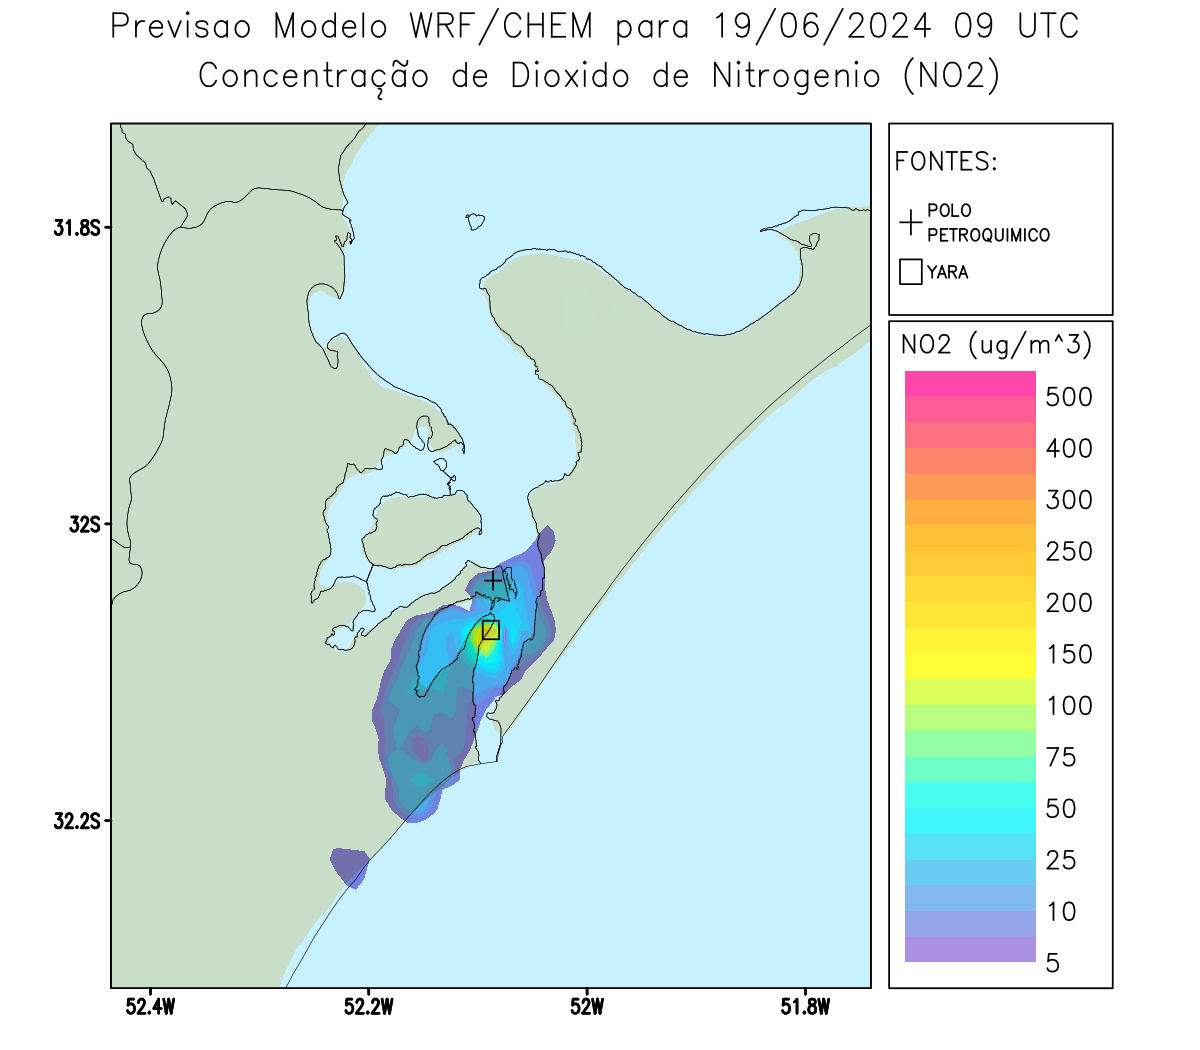 Previsao Modelo WRF/CHEM para 19/06/2024 09 UTC
Concentração de Dioxido de Nitrogenio (NO2)
FONTES:
POLO
PETROQUIMICO
YARA
31.8S
32S
32.2S
52.4W
52.2W
52W
51.8W
NO2 (ug/m^3)
500
400
300
250
200
150
100
75
50
25
10
5